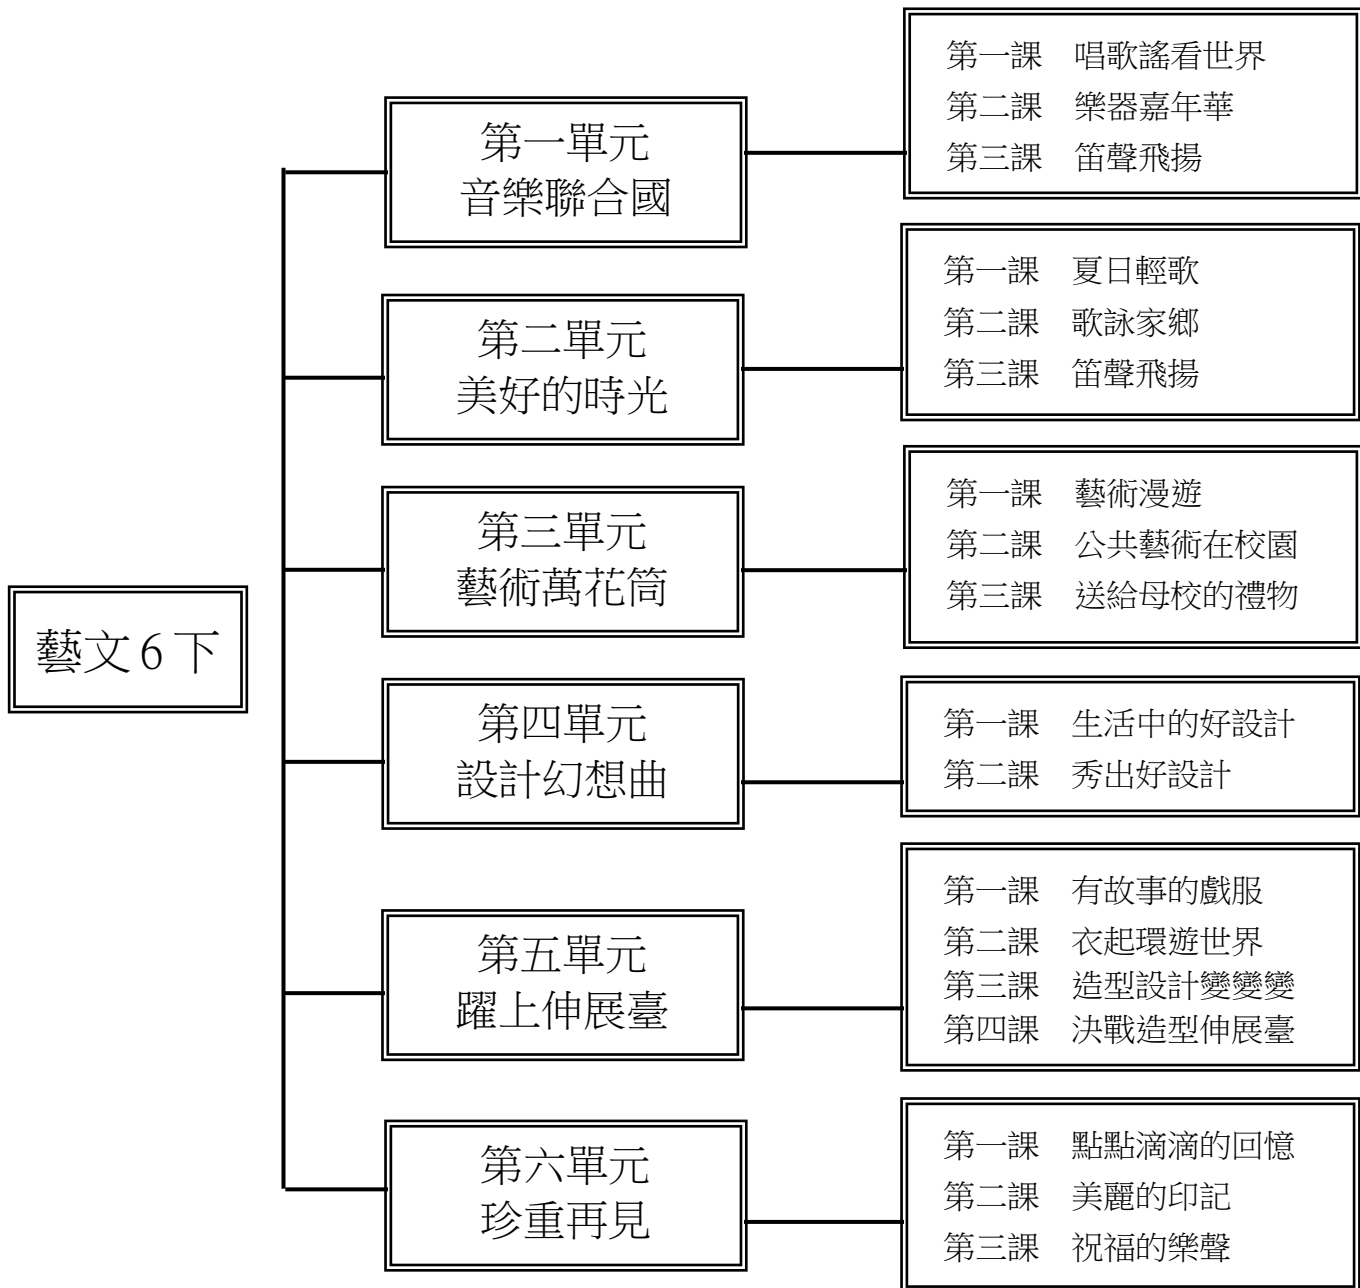 藝文6下
第一單元
音樂聯合國
第一課　唱歌謠看世界
第二課　樂器嘉年華
第三課　笛聲飛揚
第二單元
美好的時光
第一課　夏日輕歌
第二課　歌詠家鄉
第三課　笛聲飛揚
第三單元
藝術萬花筒
第一課　藝術漫遊
第二課　公共藝術在校園
第三課　送給母校的禮物
第四單元
設計幻想曲
第一課　生活中的好設計
第二課　秀出好設計
第五單元
躍上伸展臺
第一課　有故事的戲服
第二課　衣起環遊世界
第三課　造型設計變變變
第四課　決戰造型伸展臺
第六單元
珍重再見
第一課　點點滴滴的回憶
第二課　美麗的印記
第三課　祝福的樂聲